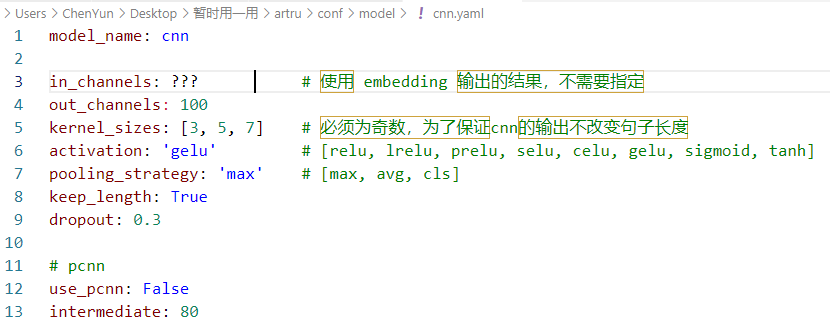 > Users > ChenYun > Desktop > 暂时用一用 > artru > conf > model > ! cnn.yaml
1 model_name: cnn
2
3 in_channels: ??? # 使用 embedding 输出的结果，不需要指定
4 out_channels: 100
5 kernel_sizes: [3, 5, 7] # 必须为奇数，为了保证cnn的输出不改变句子长度
6 activation: 'gelu' # [relu, lrelu, prelu, selu, celu, gelu, sigmoid, tanh]
7 pooling_strategy: 'max' # [max, avg, cls]
8 keep_length: True
9 dropout: 0.3
10
11 # pcnn
12 use_pcnn: False
13 intermediate: 80